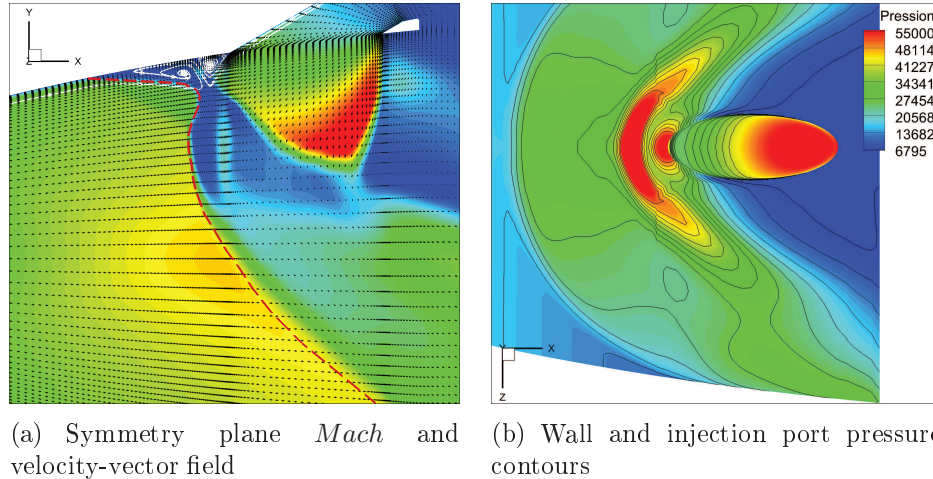 Y
Z
X
Pression
55000
48114
34341
27454
20568
13682
6795
Y
X
Z
(a) Symmetry plane Mach and
velocity-vector field
(b) Wall and injection port pressure
contours